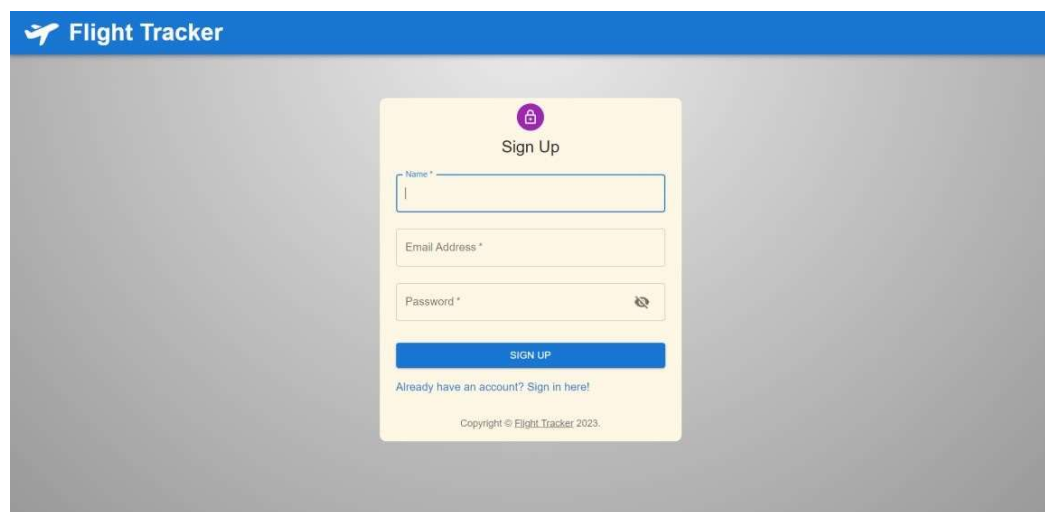 Flight Tracker
Sign Up
Name *
Email Address *
Password *
SIGN UP
Already have an account? Sign in here!
Copyright © Flight Tracker 2023.